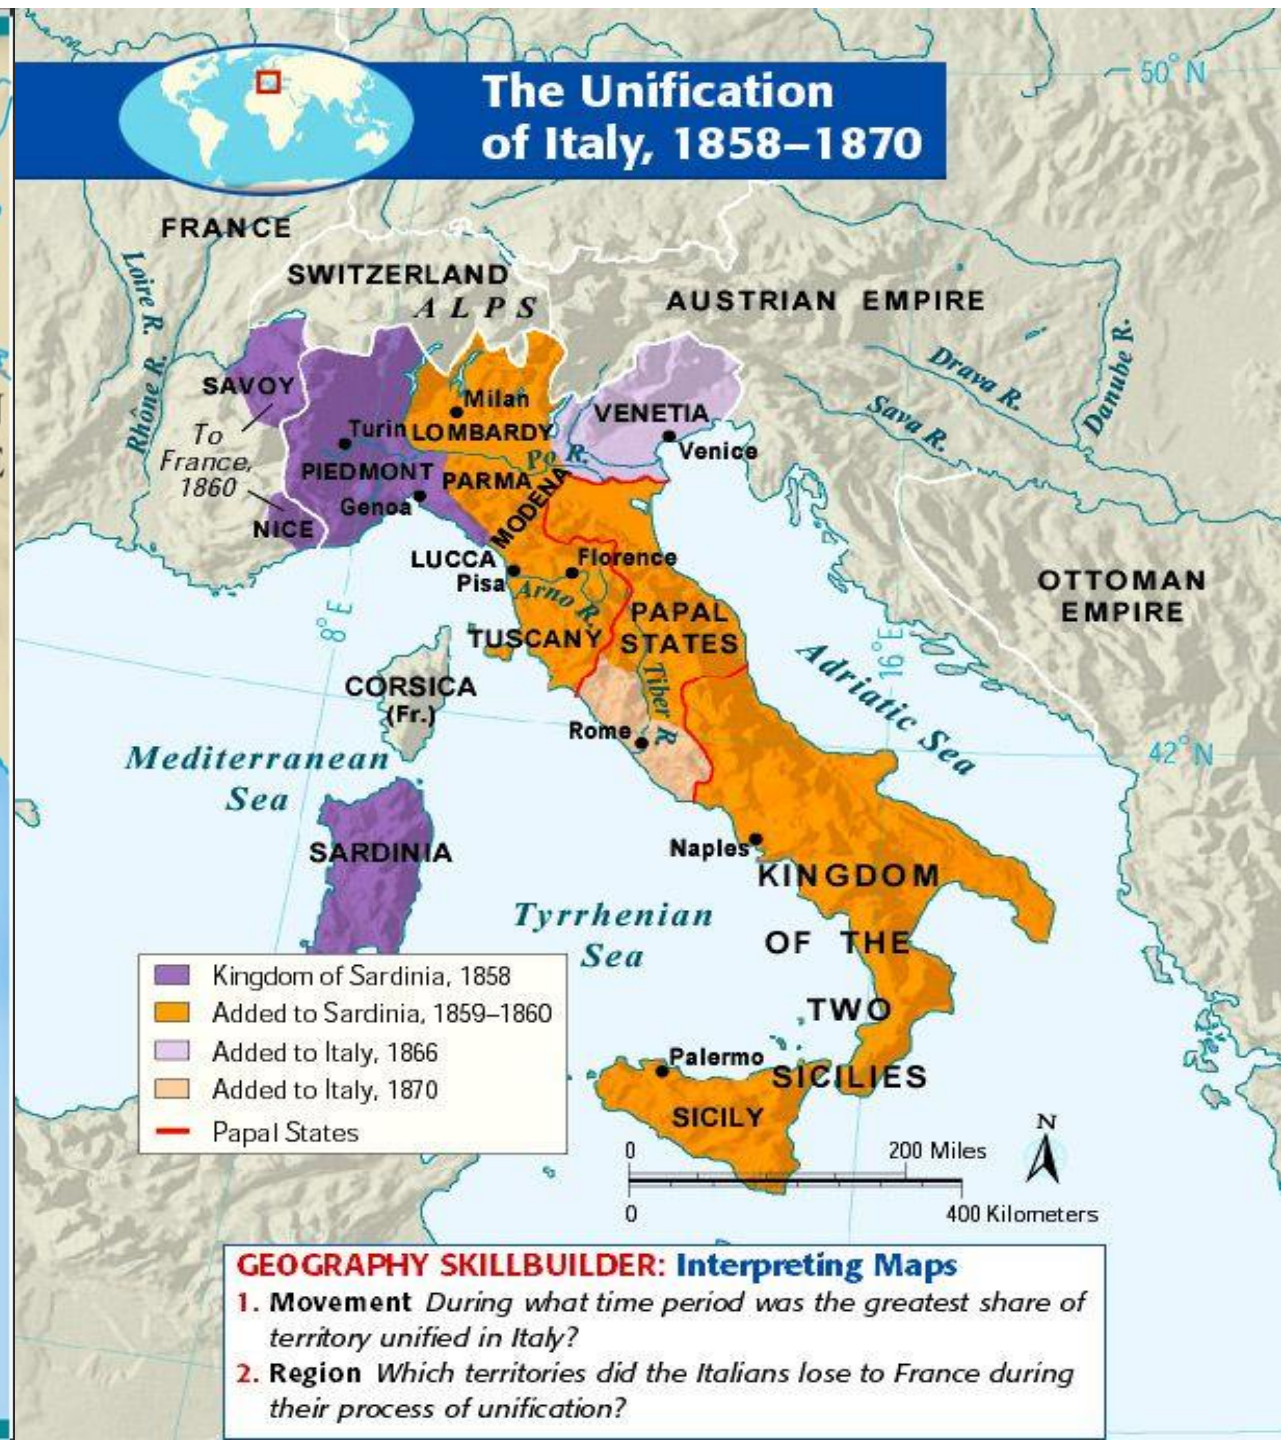 The Unification
of Italy, 1858–1870
50° N
FRANCE
Loire R.
SWITZERLAND
ALPS
AUSTRIAN EMPIRE
Rhône R.
Drava R.
Danube R.
Sava R.
SAVOY
To
France,
1860
NICE
Milan
Turin
LOMBARDY
VENETIA
Venice
Po R.
PIEDMONT
PARMA
Genoa
MODENA
LUCCA
Pisa
Florence
Arno R.
OTTOMAN
EMPIRE
8° E
TUSCANY
PAPAL
STATES
16° E
Tiber R.
Adriatic Sea
CORSICA
(Fr.)
Rome
42° N
Mediterranean
Sea
SARDINIA
Naples
KINGDOM
OF THE
TWO
SICILIES
Tyrrhenian
Sea
Palermo
SICILY
Kingdom of Sardinia, 1858
Added to Sardinia, 1859–1860
Added to Italy, 1866
Added to Italy, 1870
Papal States
0 200 Miles
0 400 Kilometers
N
GEOGRAPHY SKILLBUILDER: Interpreting Maps
1. Movement During what time period was the greatest share of
territory unified in Italy?
2. Region Which territories did the Italians lose to France during
their process of unification?